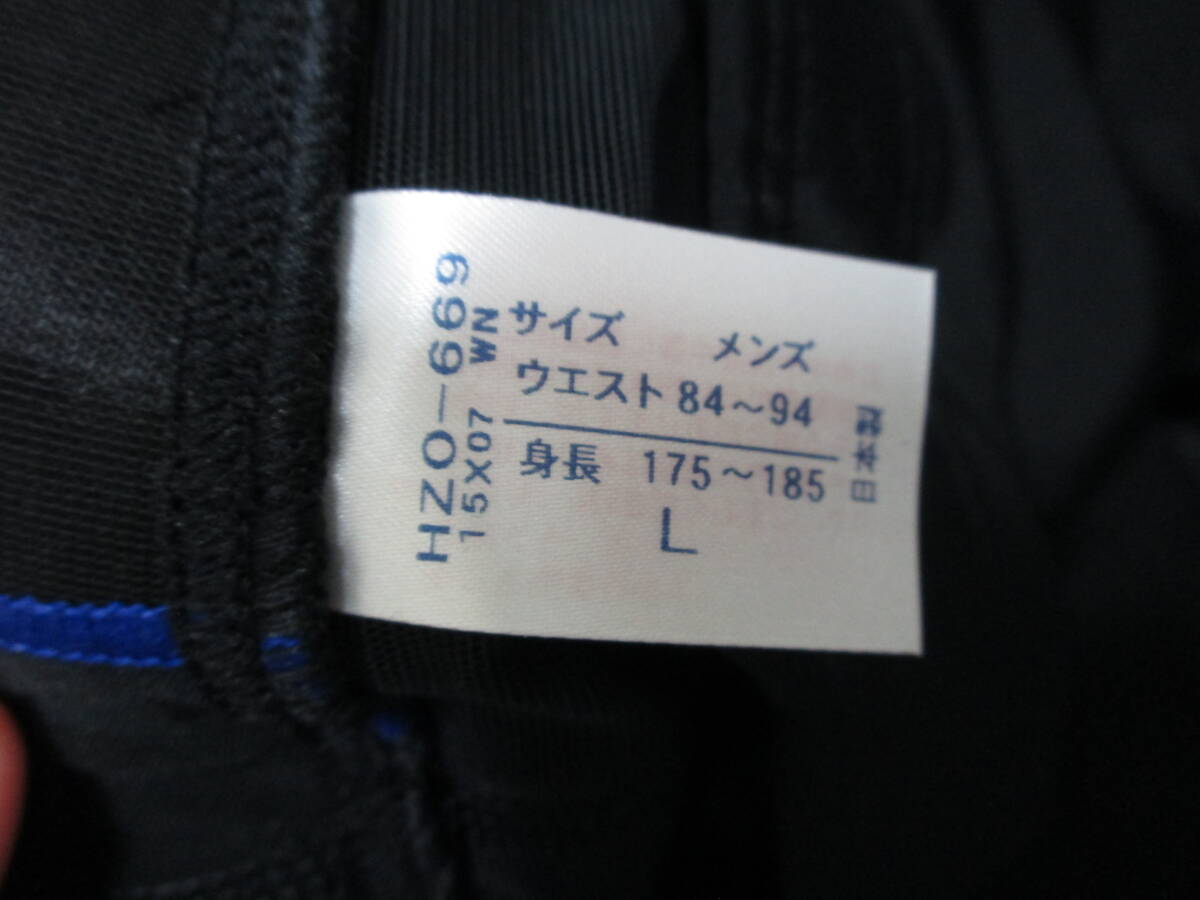 サイズ メンズ
ウエスト 84～94
身長 175～185
L
HZO-669
15X07 WN
日本製